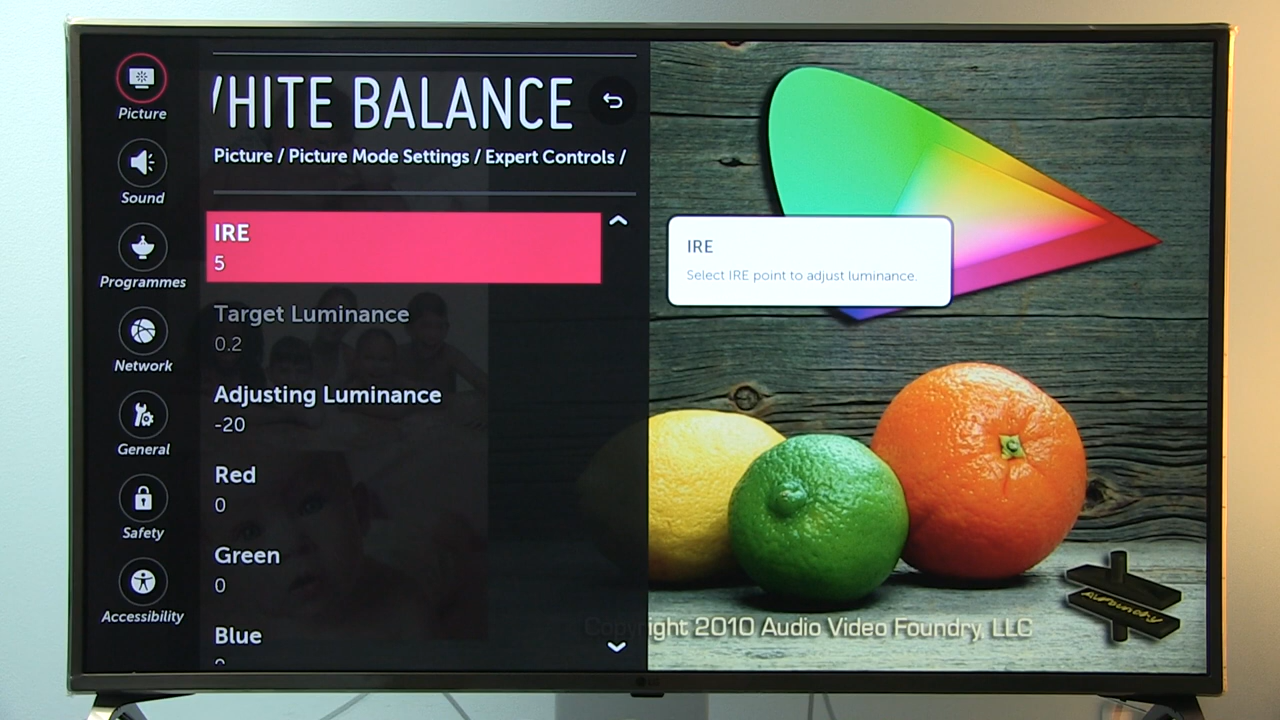 Picture
Sound
Programmes
Network
General
Safety
Accessibility
WHITE BALANCE
Picture / Picture Mode Settings / Expert Controls /
IRE
5
Target Luminance
0.2
Adjusting Luminance
-20
Red
0
Green
0
Blue
IRE
Select IRE point to adjust luminance.
AVFoundry
Copyright 2010 Audio Video Foundry, LLC
LG